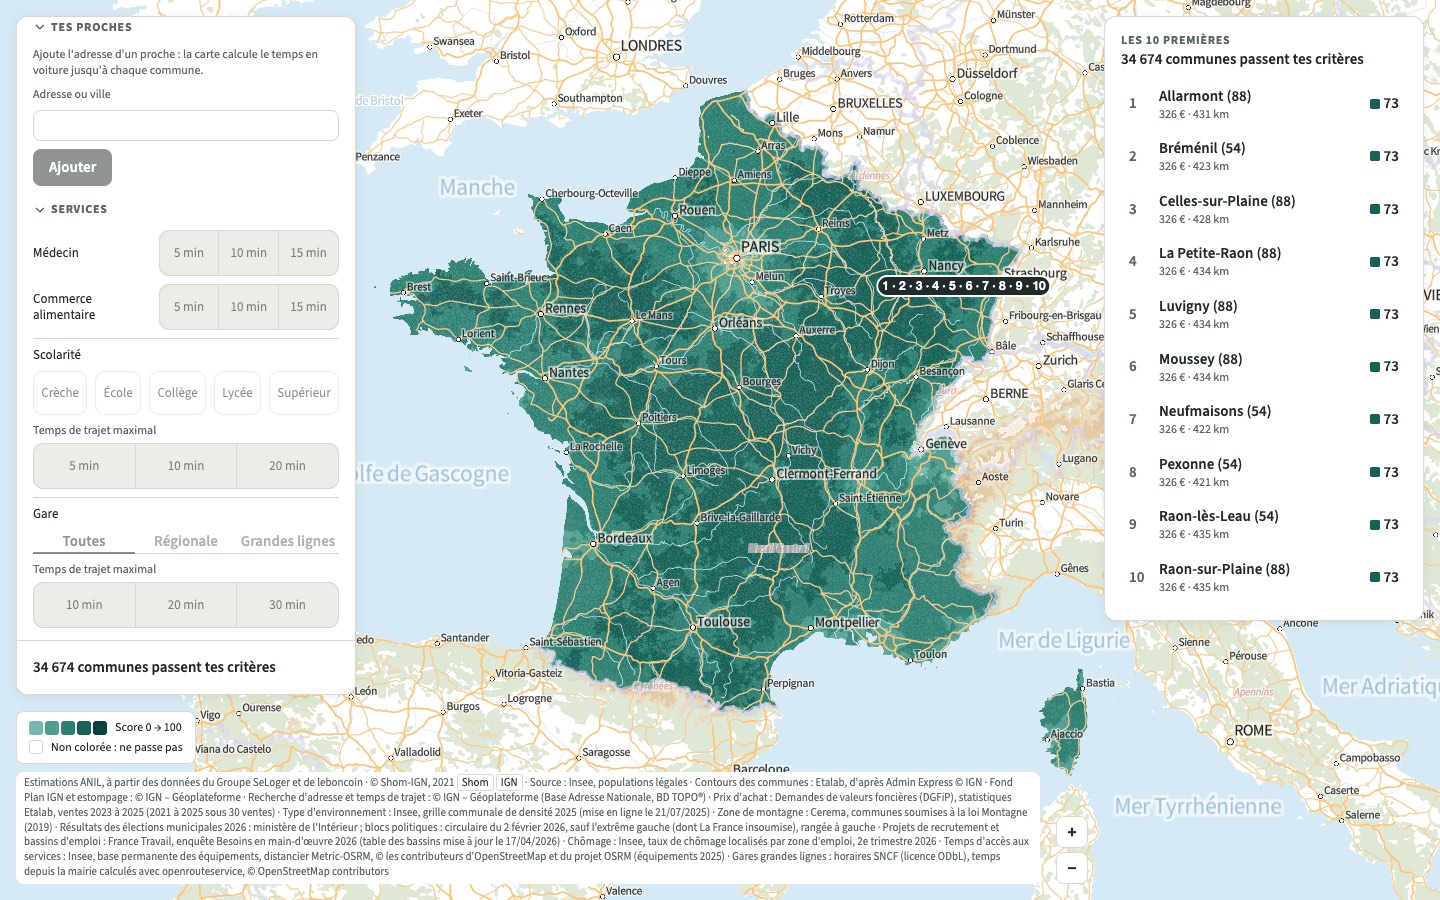 TES PROCHES
Ajoute l'adresse d'un proche : la carte calcule le temps en
voiture jusqu'à chaque commune.
Adresse ou ville
Ajouter
SERVICES
Médecin
5 min
10 min
15 min
Commerce
alimentaire
5 min
10 min
15 min
Scolarité
Crèche
École
Collège
Lycée
Supérieur
Temps de trajet maximal
5 min
10 min
20 min
Gare
Toutes
Régionale
Grandes lignes
Temps de trajet maximal
10 min
20 min
30 min
34 674 communes passent tes critères
Score 0 → 100
Non colorée : ne passe pas
LES 10 PREMIÈRES
34 674 communes passent tes critères
1 Allarmont (88) 73
326 € · 431 km
2 Bréménil (54) 73
326 € · 423 km
3 Celles-sur-Plaine (88) 73
326 € · 428 km
4 La Petite-Raon (88) 73
326 € · 434 km
5 Luvigny (88) 73
326 € · 434 km
6 Moussey (88) 73
326 € · 434 km
7 Neufmaisons (54) 73
326 € · 422 km
8 Pexonne (54) 73
326 € · 421 km
9 Raon-lès-Leau (54) 73
326 € · 435 km
10 Raon-sur-Plaine (88) 73
326 € · 435 km
Magdebourg
Rotterdam
Münster
Swansea
Oxford
Bristol
LONDRES
Middelbourg
Dortmund
Düsseldorf
Bruges
Anvers
Douvres
Cologne
de Bristol
Southampton
BRUXELLES
Exeter
Lille
Mons
Namur
Coblence
Penzance
Arras
Wiesbaden
Dieppe
Amiens
Ardennes
Manche
Cherbourg-Octeville
LUXEMBOURG
Mannheim
Rouen
Reims
Caen
Metz
Karlsruhe
PARIS
Nancy
Strasbourg
Melun
Saint-Brieuc
Brest
1 · 2 · 3 · 4 · 5 · 6 · 7 · 8 · 9 · 10
Troyes
Rennes
Le Mans
Orléans
Fribourg-en-Brisgau
Lorient
Auxerre
Schaffhouse
Bâle
Tours
Dijon
Zurich
Nantes
Besançon
Bourges
Glaris
BERNE
Jura
Poitiers
Lausanne
La Rochelle
Vichy
Genève
Lugano
Limoges
Clermont-Ferrand
Aoste
olfe de Gascogne
Saint-Étienne
Novare
Brive-la-Gaillarde
Turin
Bordeaux
Gênes
Agen
Toulouse
Montpellier
Ancône
Mer de Ligurie
Santander
Saint-Sébastien
Toulon
Sienne
Pérouse
Vitoria-Gasteiz
Perpignan
Bastia
Pyrénées
Mer Adriatiqu
León
Logrogne
Apennins
Ourense
Burgos
Vigo
ROME
Ajaccio
Viana do Castelo
Valladolid
Saragosse
Campobasso
Barcelone
Caserte
Mer Tyrrhénienne
Salerne
Valence
Estimations ANIL, à partir des données du Groupe SeLoger et de leboncoin · © Shom-IGN, 2021 Shom IGN · Source : Insee, populations légales · Contours des communes : Etalab, d'après Admin Express © IGN · Fond
Plan IGN et estompage : © IGN – Géoplateforme · Recherche d'adresse et temps de trajet : © IGN – Géoplateforme (Base Adresse Nationale, BD TOPO®) · Prix d'achat : Demandes de valeurs foncières (DGFiP), statistiques
Etalab, ventes 2023 à 2025 (2021 à 2025 sous 30 ventes) · Type d'environnement : Insee, grille communale de densité 2025 (mise en ligne le 21/07/2025) · Zone de montagne : Cerema, communes soumises à la loi Montagne
(2019) · Résultats des élections municipales 2026 : ministère de l'Intérieur ; blocs politiques : circulaire du 2 février 2026, sauf l'extrême gauche (dont La France insoumise), rangée à gauche · Projets de recrutement et
bassins d'emploi : France Travail, enquête Besoins en main-d'œuvre 2026 (table des bassins mise à jour le 17/04/2026) · Chômage : Insee, taux de chômage localisés par zone d'emploi, 2e trimestre 2026 · Temps d'accès aux
services : Insee, base permanente des équipements, distancier Metric-OSRM, © les contributeurs d'OpenStreetMap et du projet OSRM (équipements 2025) · Gares grandes lignes : horaires SNCF (licence ODbL), temps
depuis la mairie calculés avec openrouteservice, © OpenStreetMap contributors
+
−